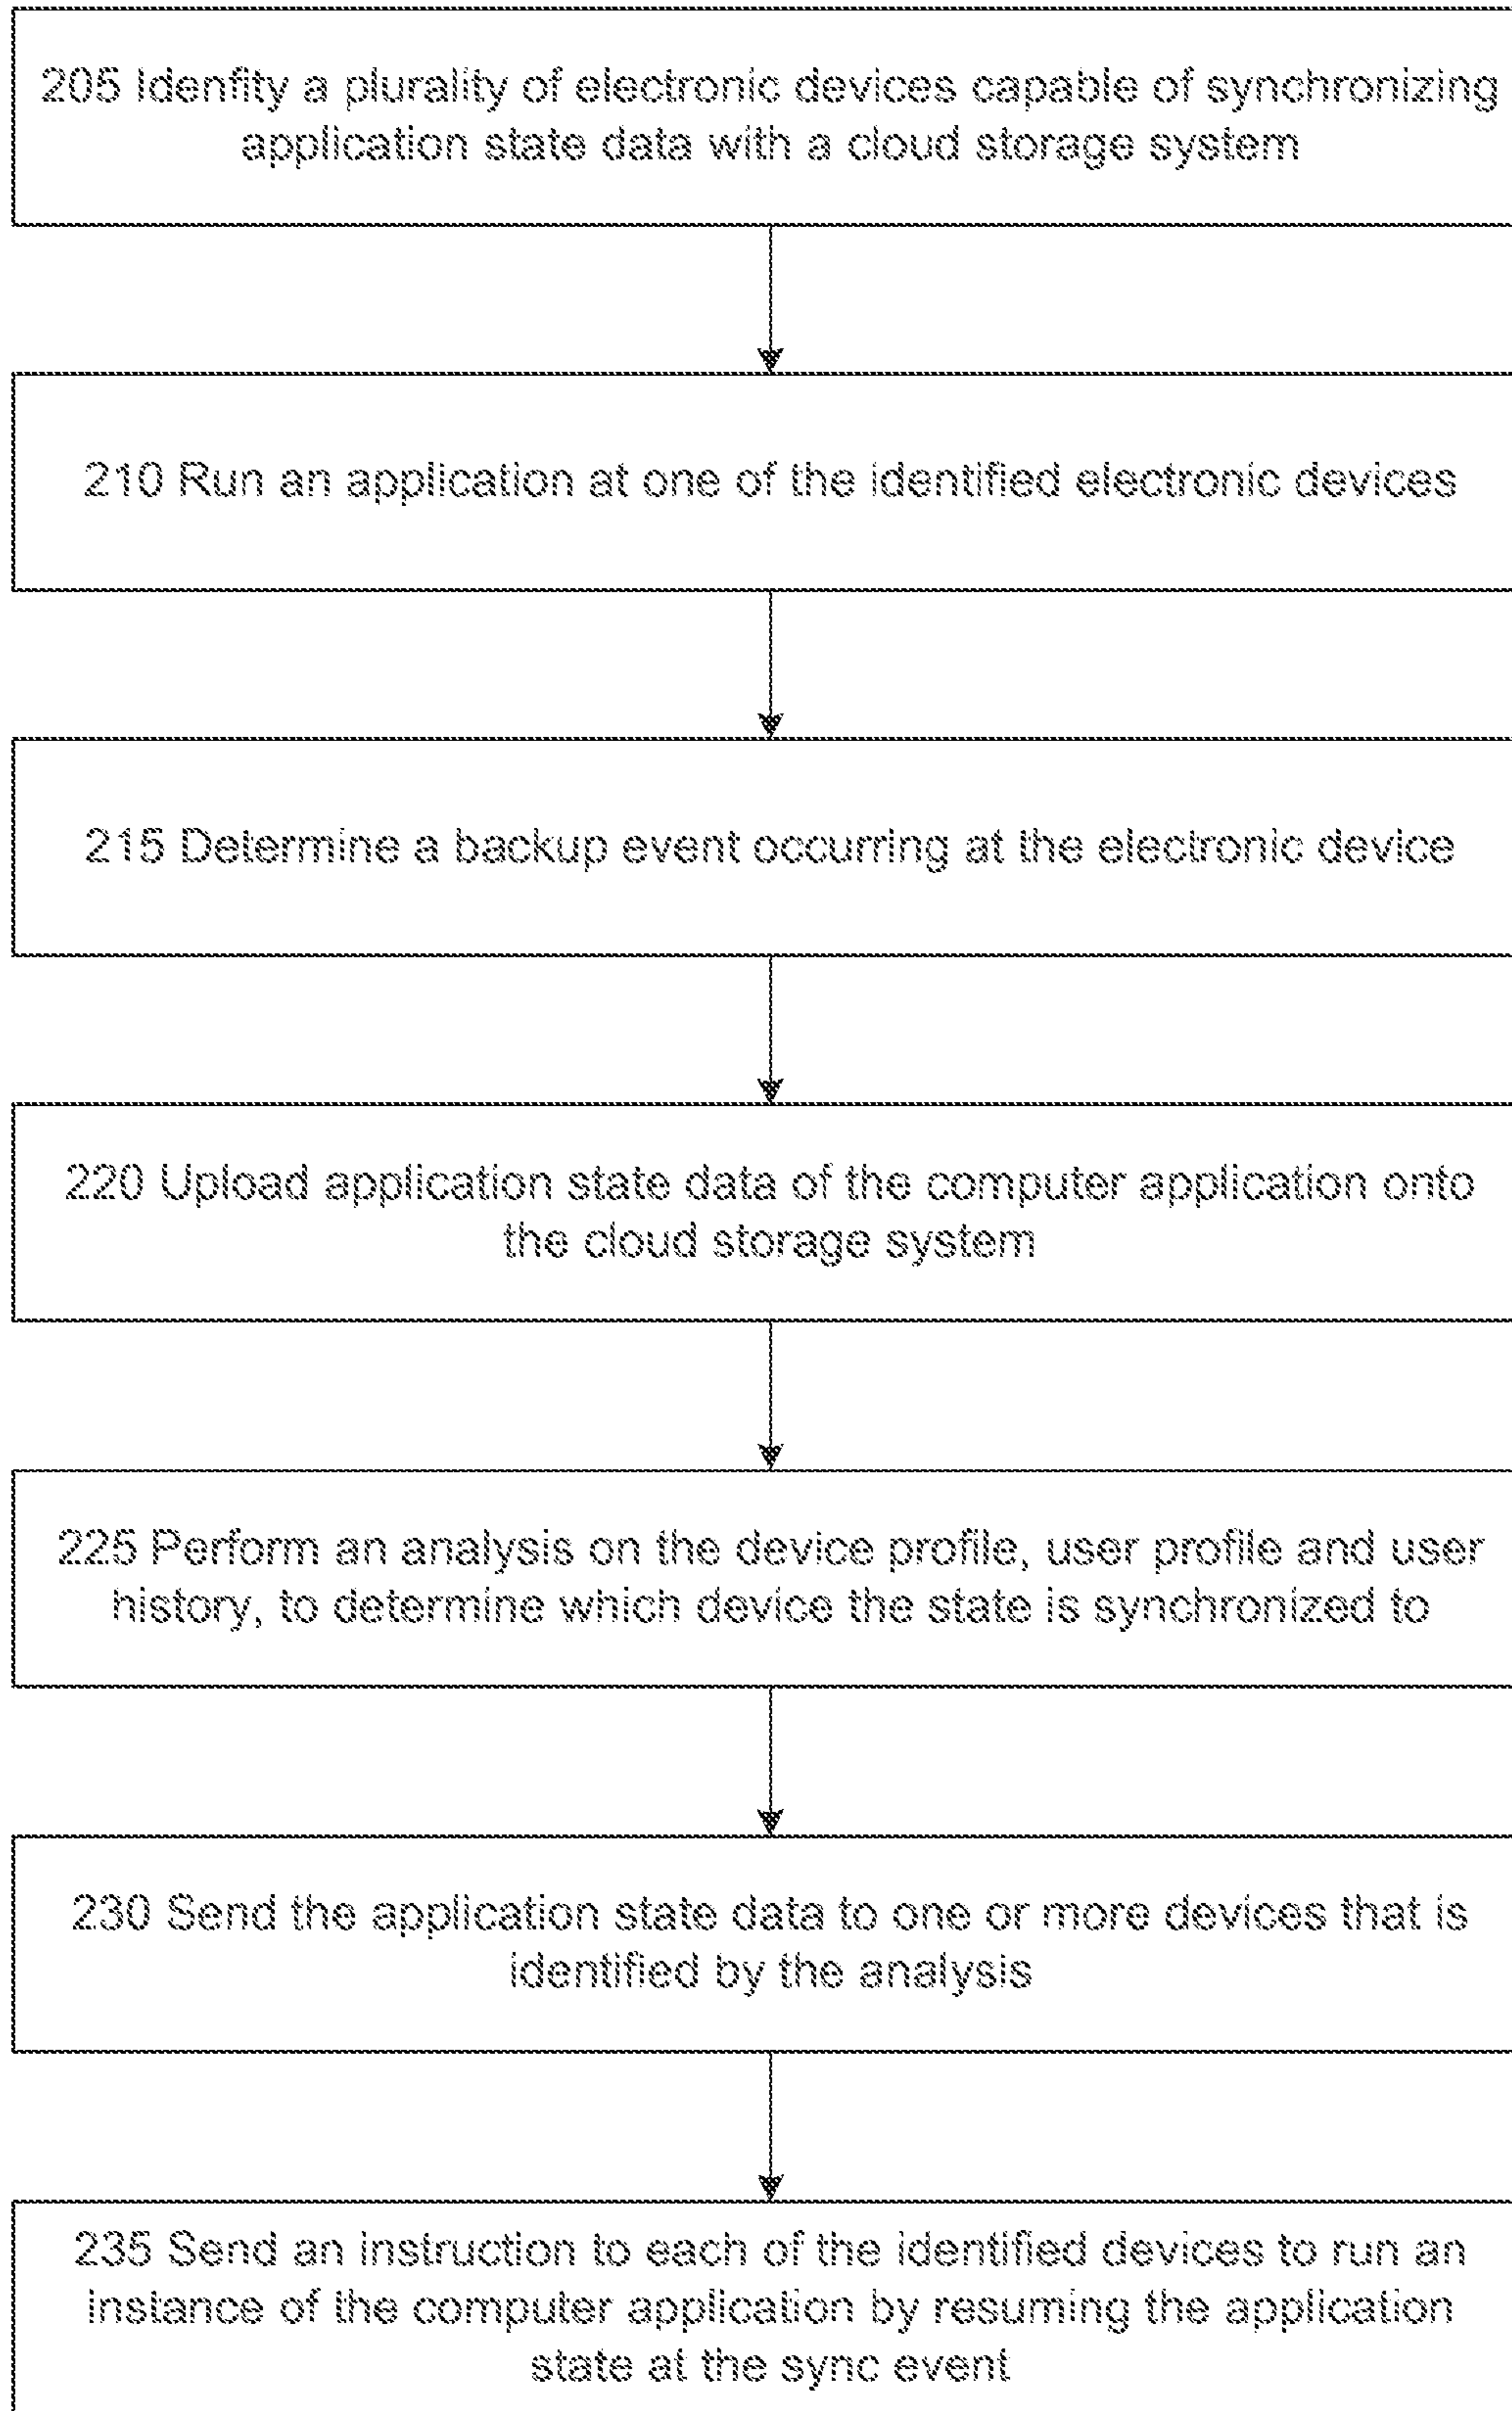 205 Idenfity a plurality of electronic devices capable of synchronizing
application state data with a cloud storage system
210 Run an application at one of the identified electronic devices
215 Determine a backup event occurring at the electronic device
220 Upload application state data of the computer application onto
the cloud storage system
225 Perform an analysis on the device profile, user profile and user
history, to determine which device the state is synchronized to
230 Send the application state data to one or more devices that is
identified by the analysis
235 Send an instruction to each of the identified devices to run an
instance of the computer application by resuming the application
state at the sync event